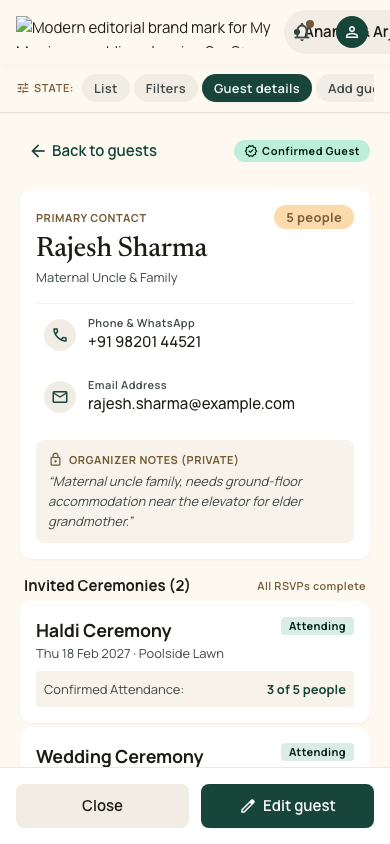 Modern editorial brand mark for My
STATE:
List
Filters
Guest details
Back to guests
Confirmed Guest
PRIMARY CONTACT
5 people
Rajesh Sharma
Maternal Uncle & Family
Phone & WhatsApp
+91 98201 44521
Email Address
rajesh.sharma@example.com
ORGANIZER NOTES (PRIVATE)
“Maternal uncle family, needs ground-floor
accommodation near the elevator for elder
grandmother.”
Invited Ceremonies (2)
All RSVPs complete
Haldi Ceremony
Attending
Thu 18 Feb 2027 · Poolside Lawn
Confirmed Attendance:
3 of 5 people
Wedding Ceremony
Attending
Close
Edit guest